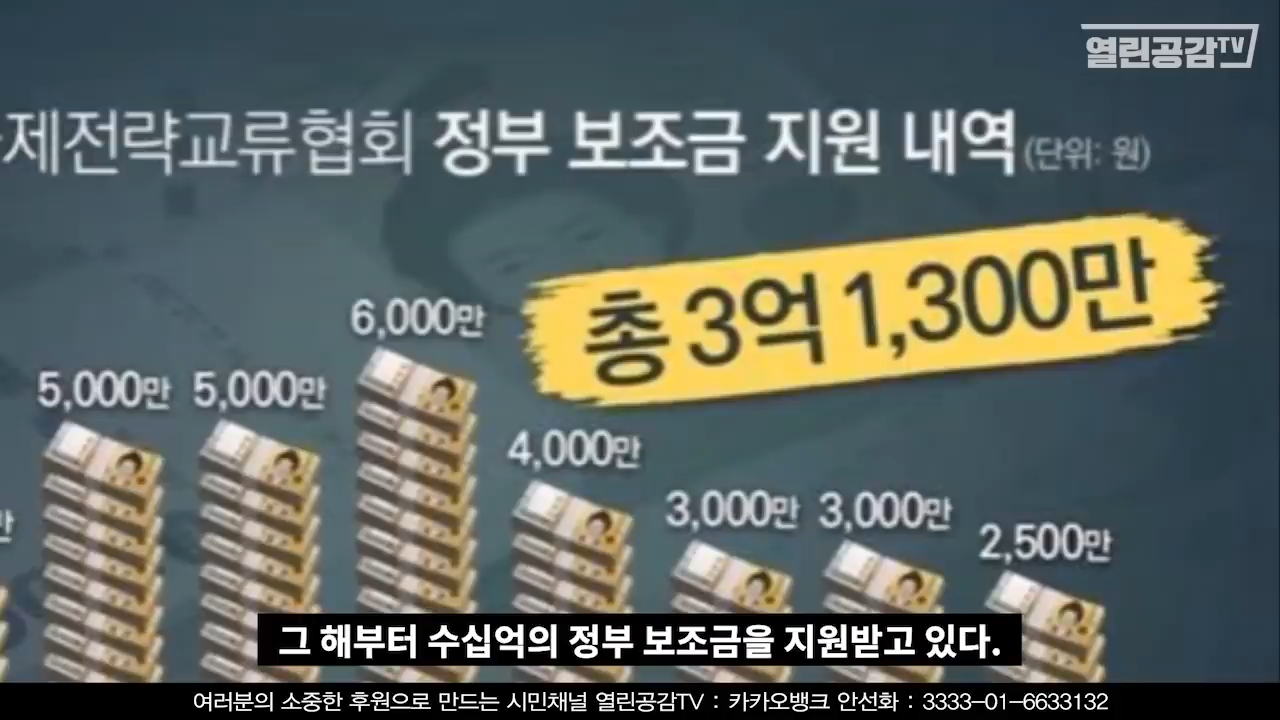 열린공감TV
제전략교류협회 정부 보조금 지원 내역(단위: 원)
총 3억 1,300만
6,000만
5,000만 5,000만
4,000만
3,000만 3,000만
2,500만
만
그 해부터 수십억의 정부 보조금을 지원받고 있다.
여러분의 소중한 후원으로 만드는 시민채널 열린공감TV : 카카오뱅크 안선화 : 3333-01-6633132